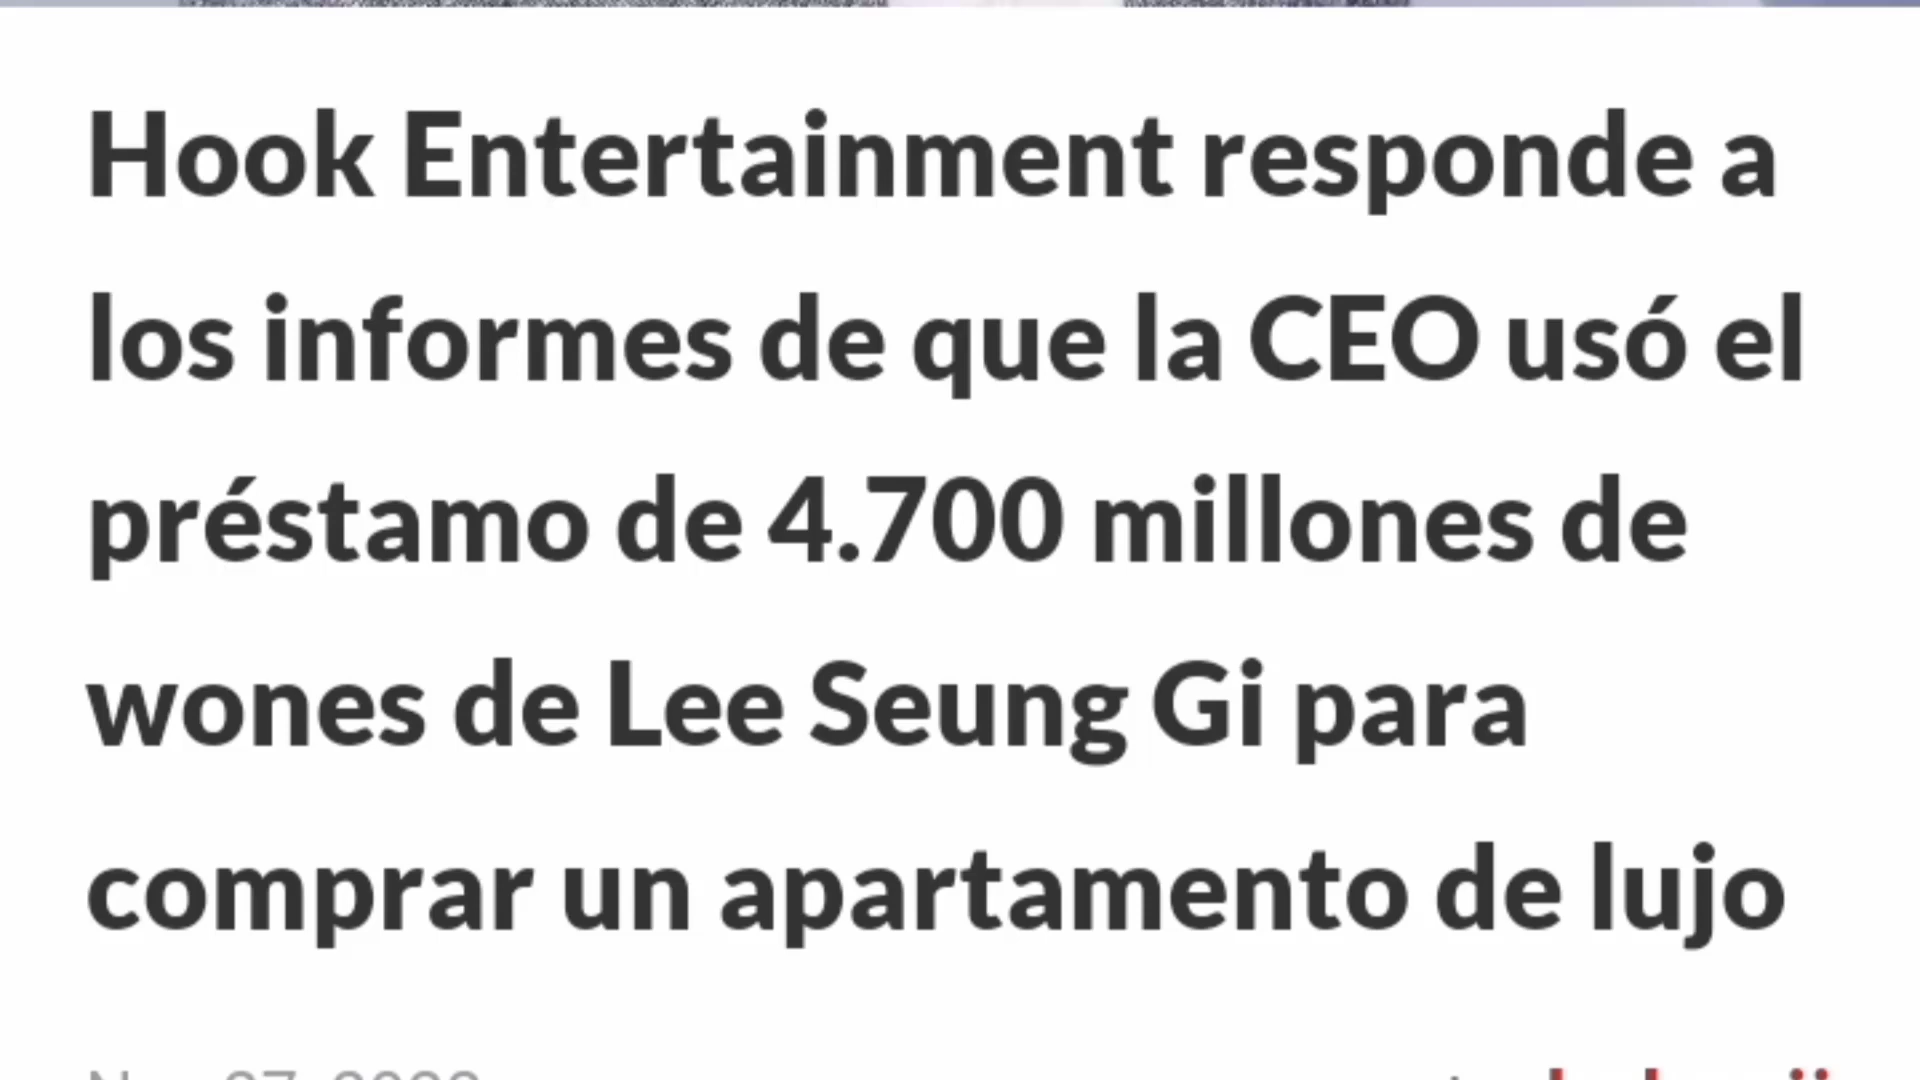 Hook Entertainment responde a
los informes de que la CEO usó el
préstamo de 4.700 millones de
wones de Lee Seung Gi para
comprar un apartamento de lujo